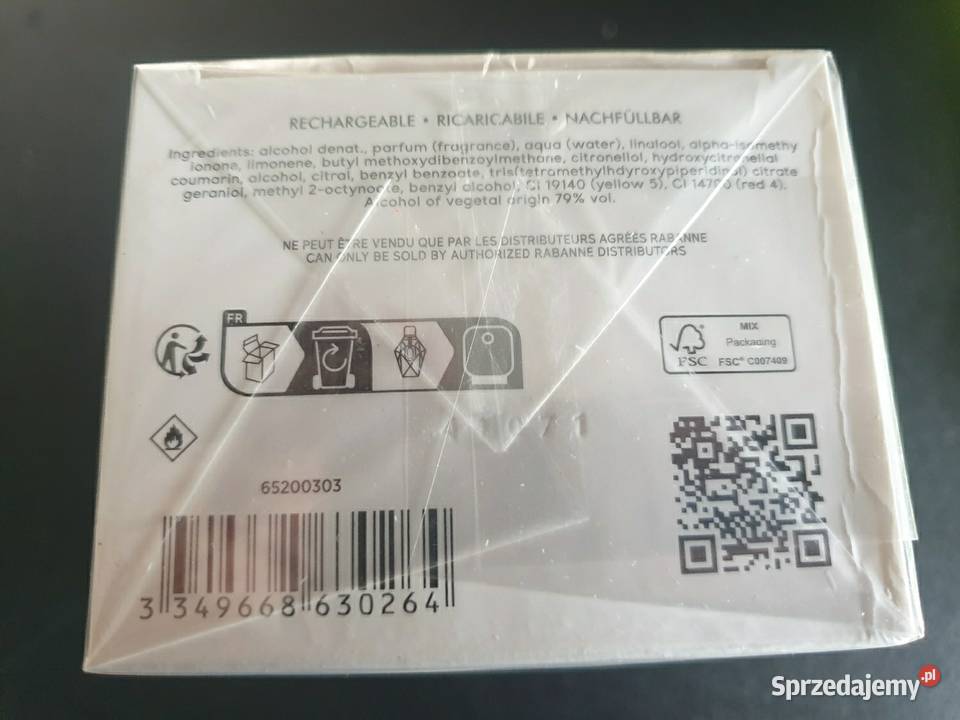 RECHARGEABLE • RICARICABILE • NACHFÜLLBAR
Ingredients: alcohol denat., parfum (fragrance), aqua (water), linalool, alpha-isomethy
ionone, limonene, butyl methoxydibenzoylmethane, citronellol, hydroxycitronellal
coumarin, alcohol, citral, benzyl benzoate, tris(tetramethylhdyroxypiperidinol) citrate
geraniol, methyl 2-octynoate, benzyl alcohol, CI 19140 (yellow 5), CI 14700 (red 4).
Alcohol of vegetal origin 79% vol.
NE PEUT ÊTRE VENDU QUE PAR LES DISTRIBUTEURS AGRÉÉS RABANNE
CAN ONLY BE SOLD BY AUTHORIZED RABANNE DISTRIBUTORS
FR
MIX
Packaging
FSC
FSC® C007409
65200303
3 349668 630264
Sprzedajemy.pl